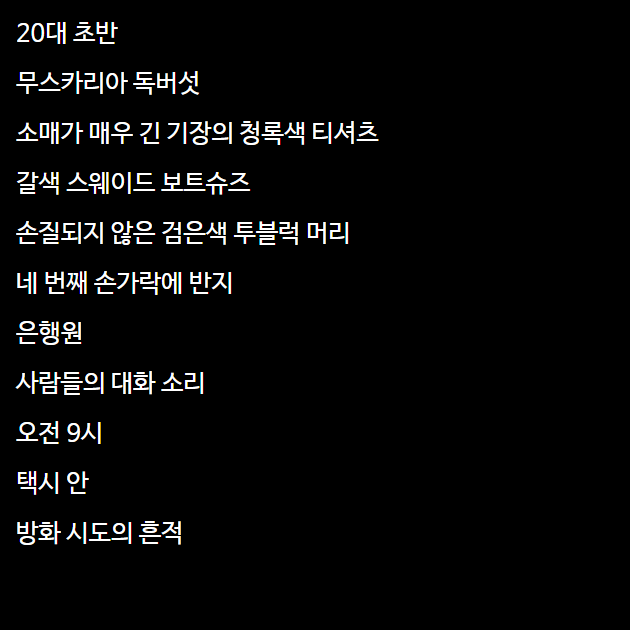 20대 초반
무스카리아 독버섯
소매가 매우 긴 기장의 청록색 티셔츠
갈색 스웨이드 보트슈즈
손질되지 않은 검은색 투블럭 머리
네 번째 손가락에 반지
은행원
사람들의 대화 소리
오전 9시
택시 안
방화 시도의 흔적